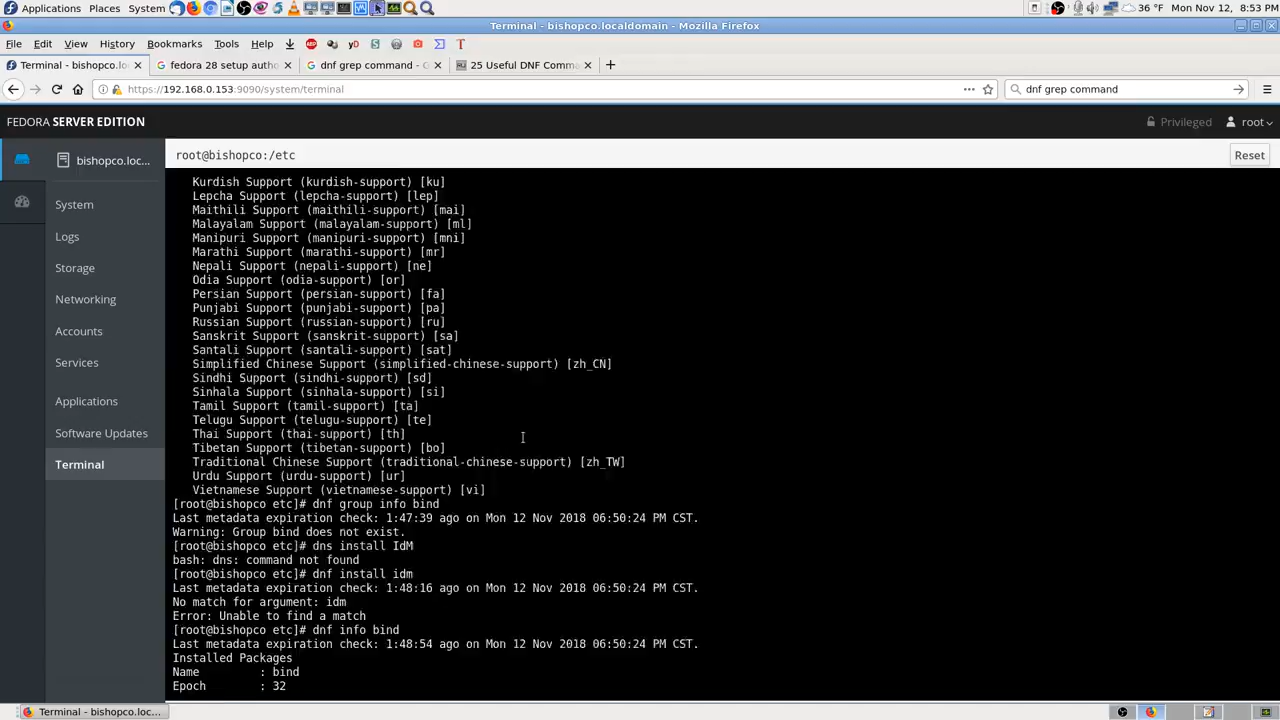 Applications Places System 36 °F Mon Nov 12, 8:53 PM
Terminal - bishopco.localdomain - Mozilla Firefox
File Edit View History Bookmarks Tools Help
Terminal - bishopco.lo fedora 28 setup autho dnf grep command - G 25 Useful DNF Comma
https://192.168.0.153:9090/system/terminal dnf grep command
FEDORA SERVER EDITION Privileged root
bishopco.loc... root@bishopco:/etc Reset
System
Logs
Storage
Networking
Accounts
Services
Applications
Software Updates
Terminal
Kurdish Support (kurdish-support) [ku]
Lepcha Support (lepcha-support) [lep]
Maithili Support (maithili-support) [mai]
Malayalam Support (malayalam-support) [ml]
Manipuri Support (manipuri-support) [mni]
Marathi Support (marathi-support) [mr]
Nepali Support (nepali-support) [ne]
Odia Support (odia-support) [or]
Persian Support (persian-support) [fa]
Punjabi Support (punjabi-support) [pa]
Russian Support (russian-support) [ru]
Sanskrit Support (sanskrit-support) [sa]
Santali Support (santali-support) [sat]
Simplified Chinese Support (simplified-chinese-support) [zh_CN]
Sindhi Support (sindhi-support) [sd]
Sinhala Support (sinhala-support) [si]
Tamil Support (tamil-support) [ta]
Telugu Support (telugu-support) [te]
Thai Support (thai-support) [th]
Tibetan Support (tibetan-support) [bo]
Traditional Chinese Support (traditional-chinese-support) [zh_TW]
Urdu Support (urdu-support) [ur]
Vietnamese Support (vietnamese-support) [vi]
[root@bishopco etc]# dnf group info bind
Last metadata expiration check: 1:47:39 ago on Mon 12 Nov 2018 06:50:24 PM CST.
Warning: Group bind does not exist.
[root@bishopco etc]# dns install IdM
bash: dns: command not found
[root@bishopco etc]# dnf install idm
Last metadata expiration check: 1:48:16 ago on Mon 12 Nov 2018 06:50:24 PM CST.
No match for argument: idm
Error: Unable to find a match
[root@bishopco etc]# dnf info bind
Last metadata expiration check: 1:48:54 ago on Mon 12 Nov 2018 06:50:24 PM CST.
Installed Packages
Name : bind
Epoch : 32
Terminal - bishopco.loc...